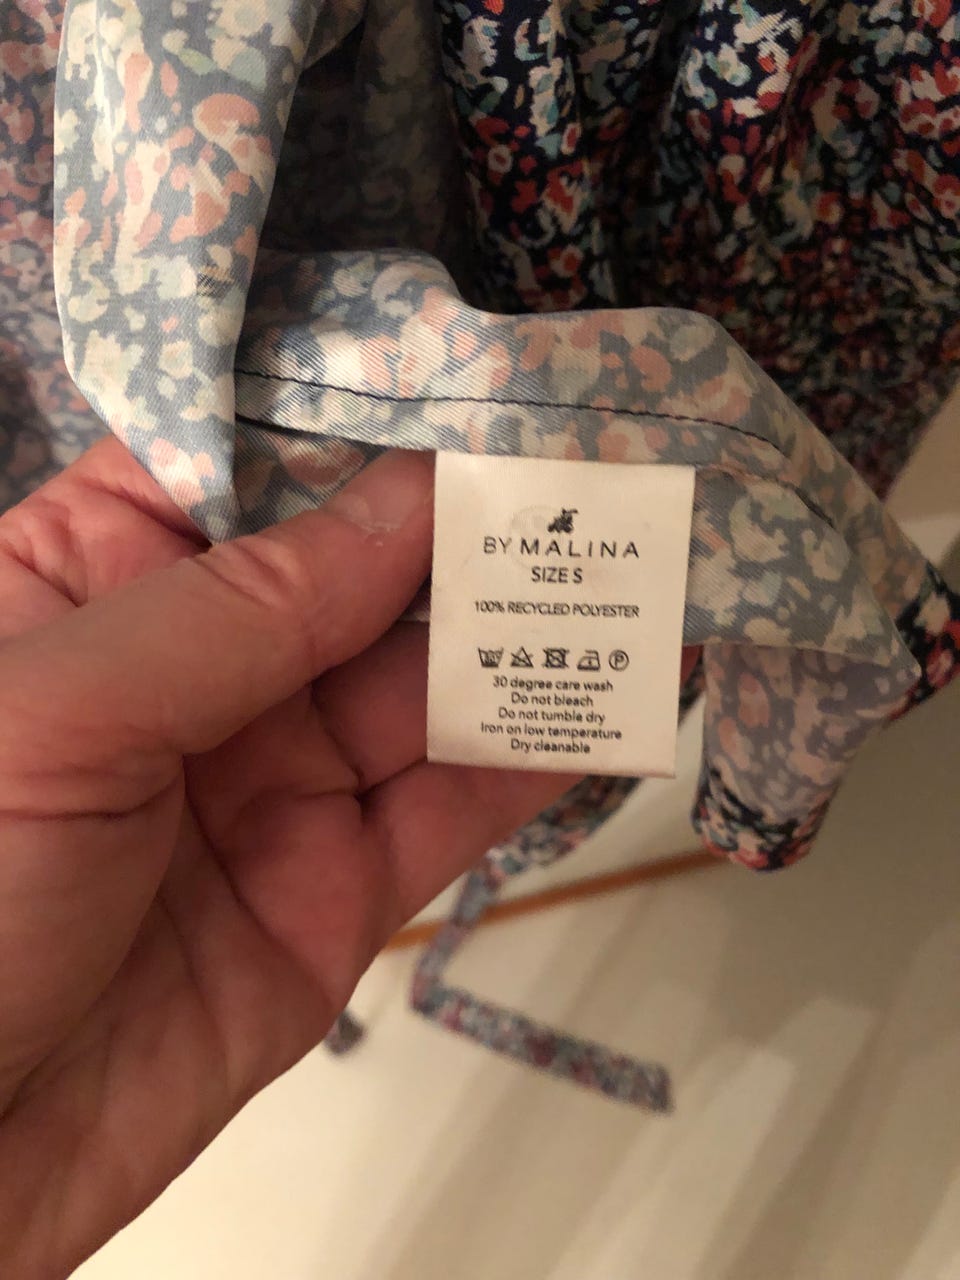 BY MALINA
SIZE S
100% RECYCLED POLYESTER
30 degree care wash
Do not bleach
Do not tumble dry
Iron on low temperature
Dry cleanable